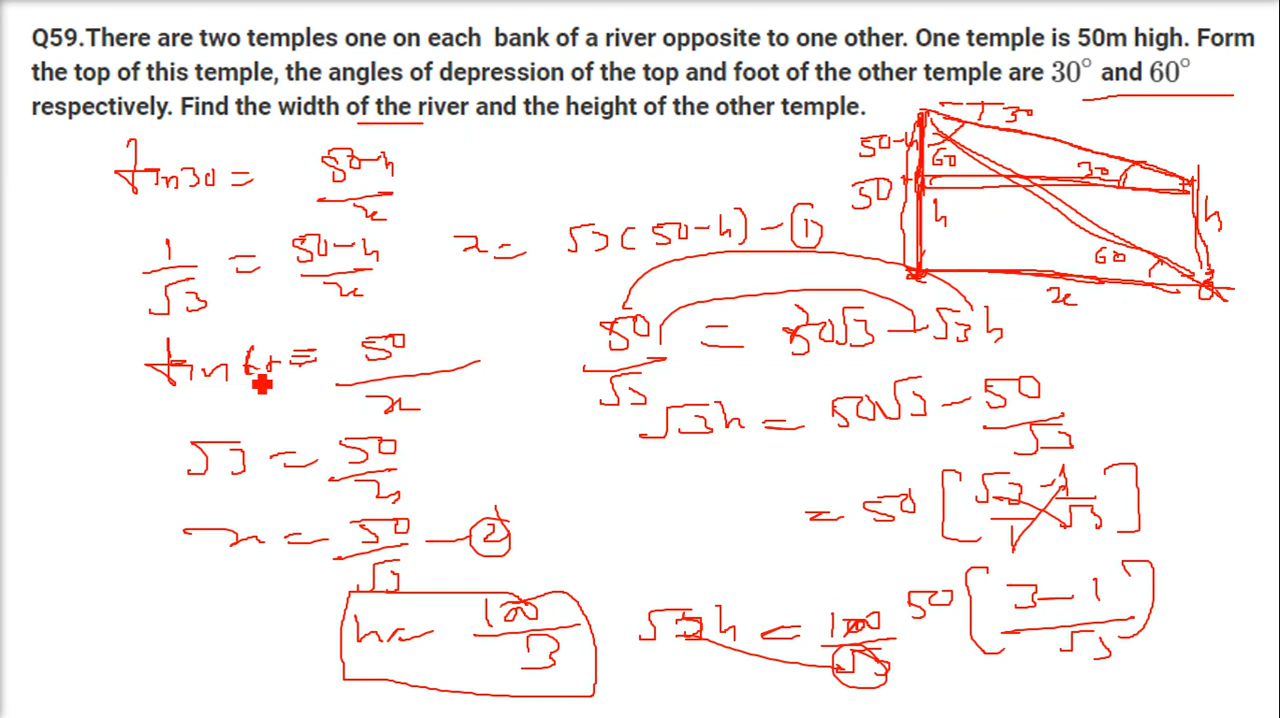 Q59.There are two temples one on each bank of a river opposite to one other. One temple is 50m high. Form
the top of this temple, the angles of depression of the top and foot of the other temple are 30° and 60°
respectively. Find the width of the river and the height of the other temple.
30
50-h
60
30
50
h
h
60
x
tan30 = 50-h/x
1/√3 = 50-h/x
x = √3(50-h) - ①
tan60 = 50/x
50/√3 = 50√3 - √3h
√3 = 50/x
√3h = 50√3 - 50/√3
x = 50/√3 - ②
= 50 [√3/1 - 1/√3]
50 [3-1/√3]
√3h = 100/√3
h = 100/3